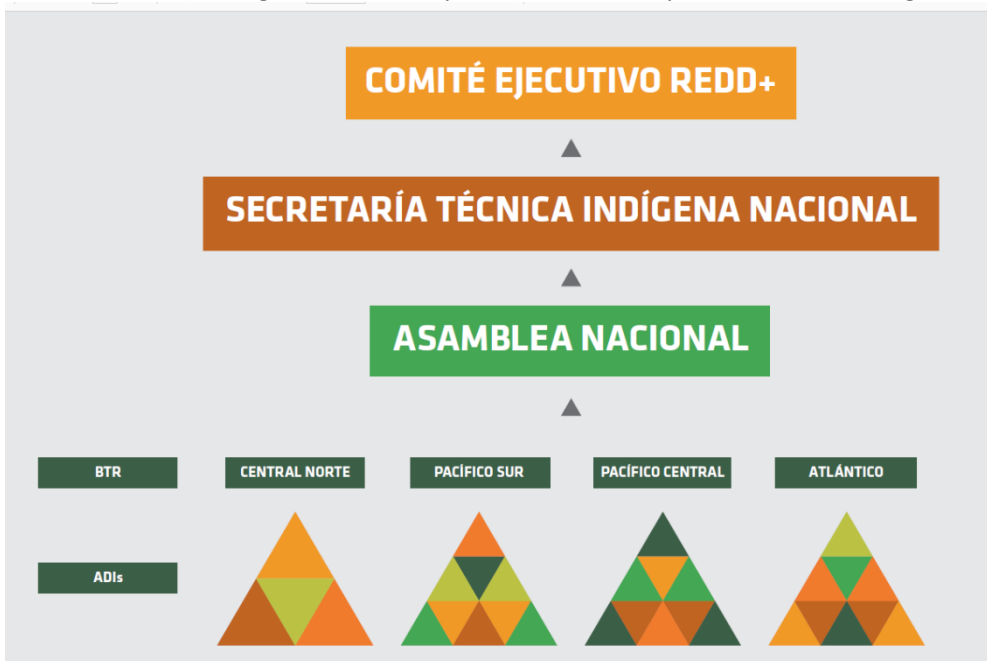 COMITÉ EJECUTIVO REDD+
SECRETARÍA TÉCNICA INDÍGENA NACIONAL
ASAMBLEA NACIONAL
BTR
CENTRAL NORTE
PACÍFICO SUR
PACÍFICO CENTRAL
ATLÁNTICO
ADIs